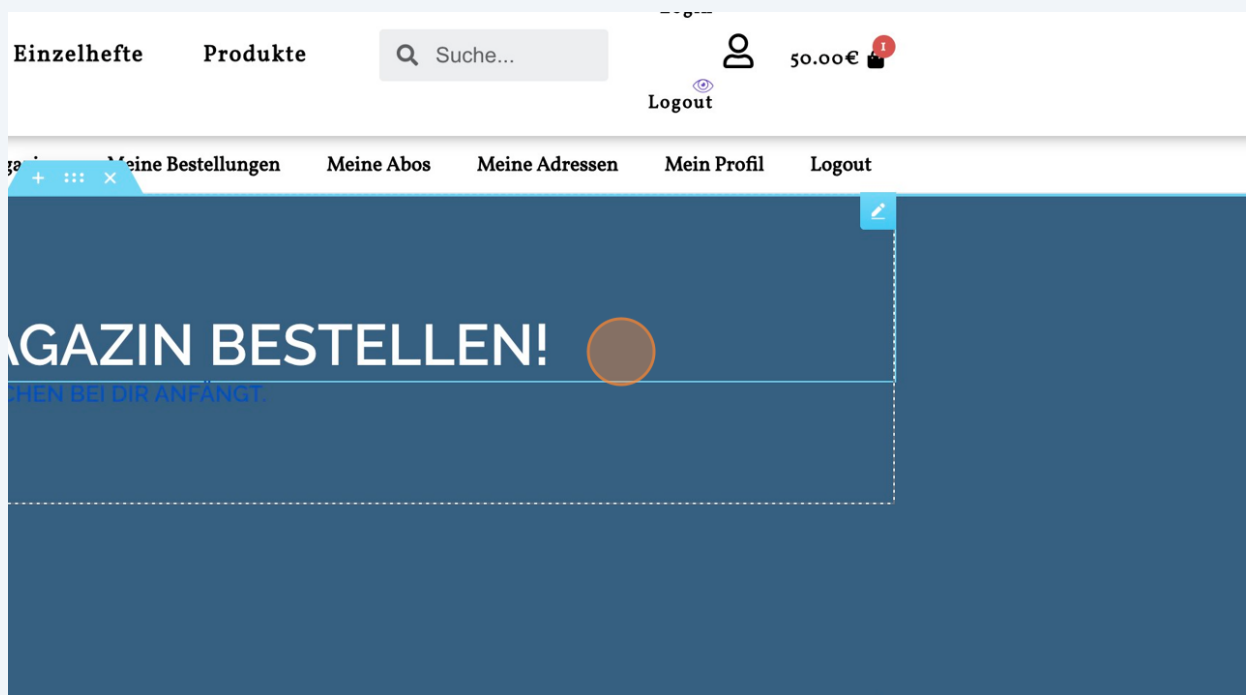 Einzelhefte Produkte Suche... 50.00€ 1
Logout
Meine Bestellungen Meine Abos Meine Adressen Mein Profil Logout
AGAZIN BESTELLEN!
CHEN BEI DIR ANFÄNGT.